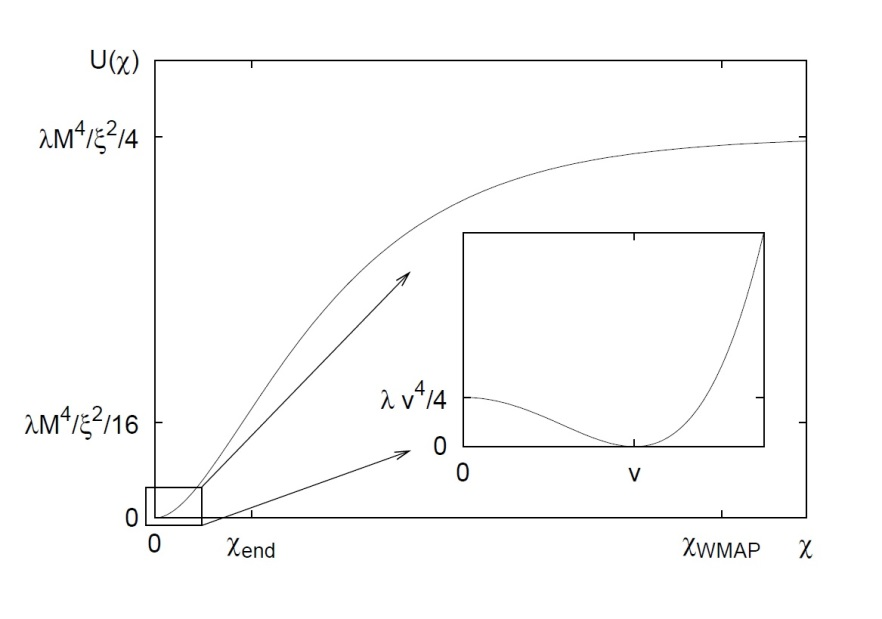 U(χ)
λM⁴/ξ²/4
λ v⁴/4
0
0 v
λM⁴/ξ²/16
0
0 χend χWMAP χ